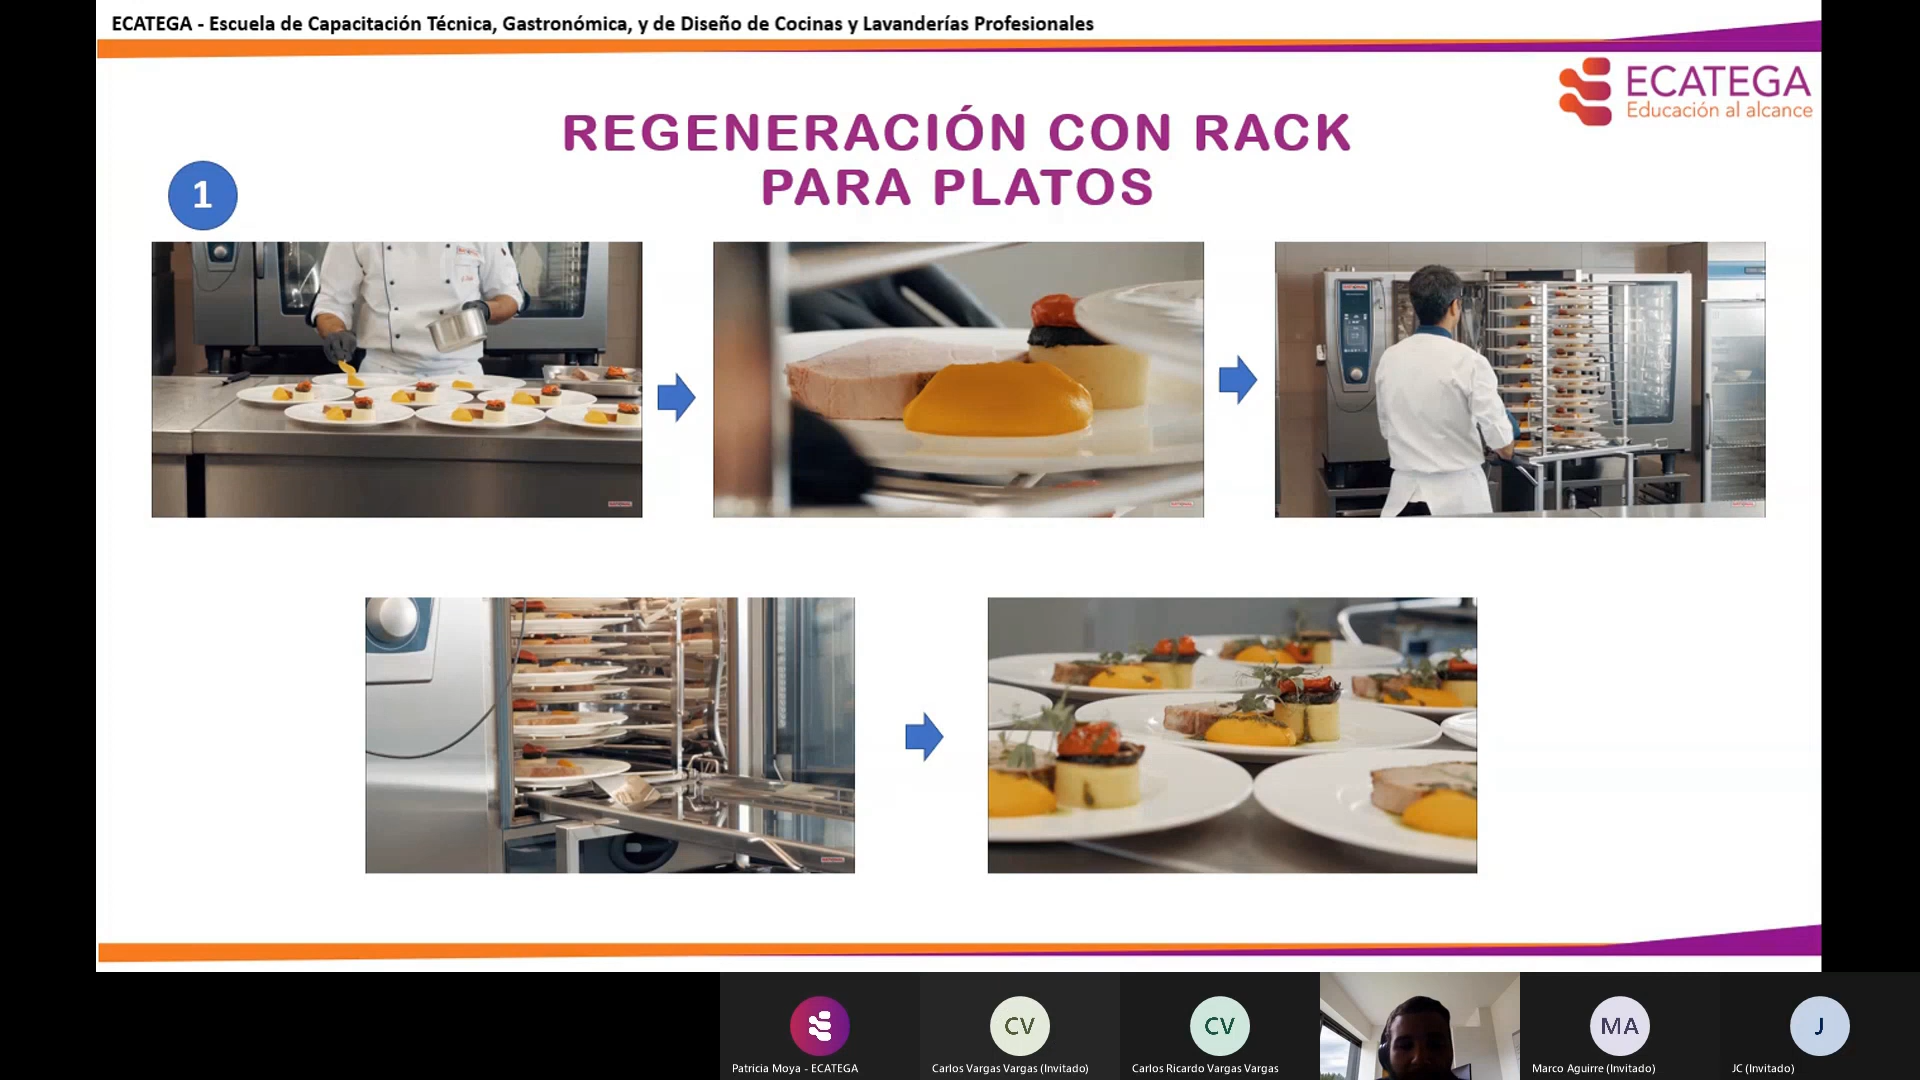 ECATEGA - Escuela de Capacitación Técnica, Gastronómica, y de Diseño de Cocinas y Lavanderías Profesionales
ECATEGA
Educación al alcance
REGENERACIÓN CON RACK
PARA PLATOS
1
CV
CV
MA
J
Patricia Moya - ECATEGA
Carlos Vargas Vargas (Invitado)
Carlos Ricardo Vargas Vargas
Marco Aguirre (Invitado)
JC (Invitado)